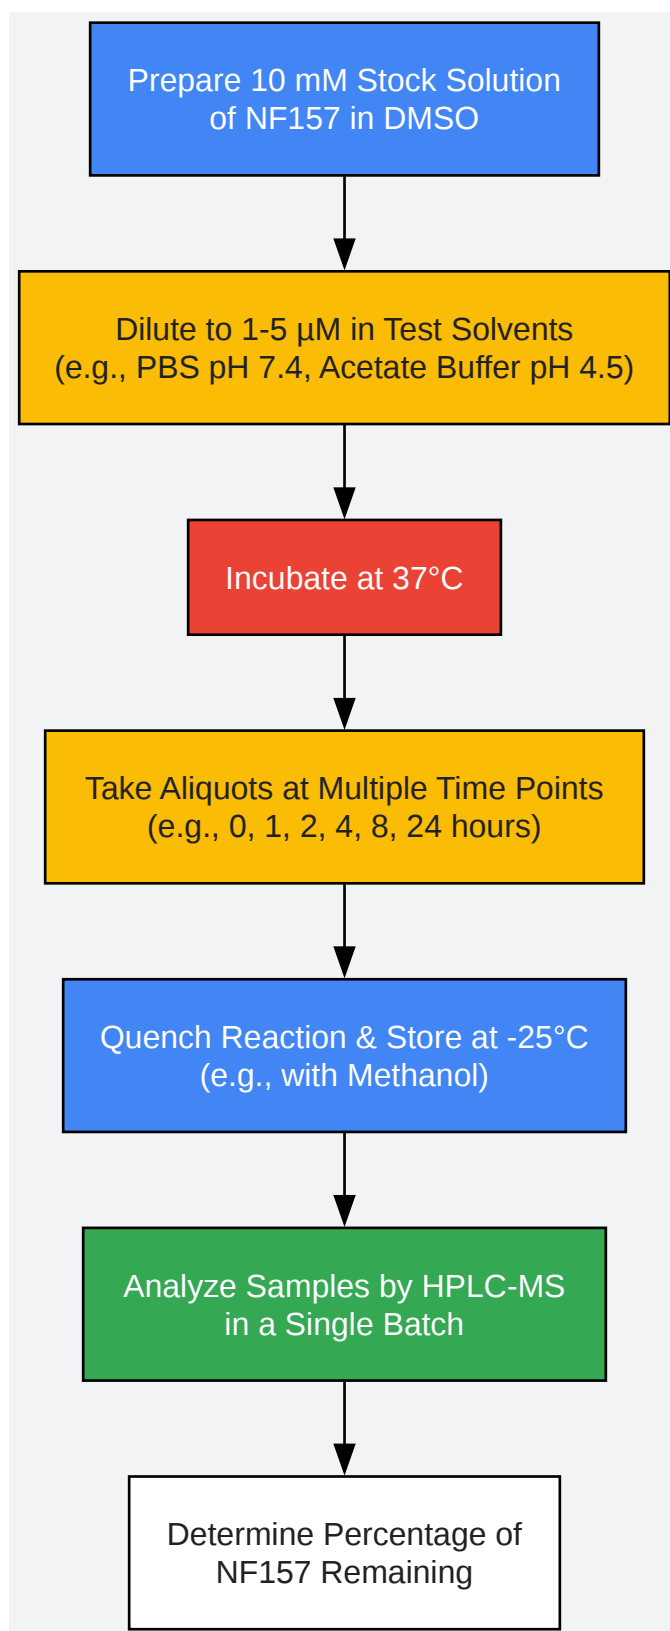 Prepare 10 mM Stock Solution
of NF157 in DMSO
Dilute to 1-5 µM in Test Solvents
(e.g., PBS pH 7.4, Acetate Buffer pH 4.5)
Incubate at 37°C
Take Aliquots at Multiple Time Points
(e.g., 0, 1, 2, 4, 8, 24 hours)
Quench Reaction & Store at -25°C
(e.g., with Methanol)
Analyze Samples by HPLC-MS
in a Single Batch
Determine Percentage of
NF157 Remaining